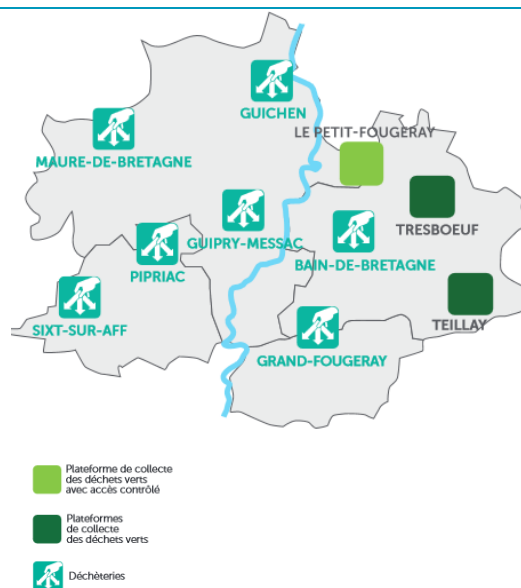 GUICHEN
LE PETIT-FOUGERAY
MAURE-DE-BRETAGNE
TRESBOEUF
GUIPRY-MESSAC
BAIN-DE-BRETAGNE
PIPRIAC
SIXT-SUR-AFF
TEILLAY
GRAND-FOUGERAY
Plateforme de collecte
des déchets verts
avec accès contrôlé
Plateformes
de collecte
des déchets verts
Déchèteries